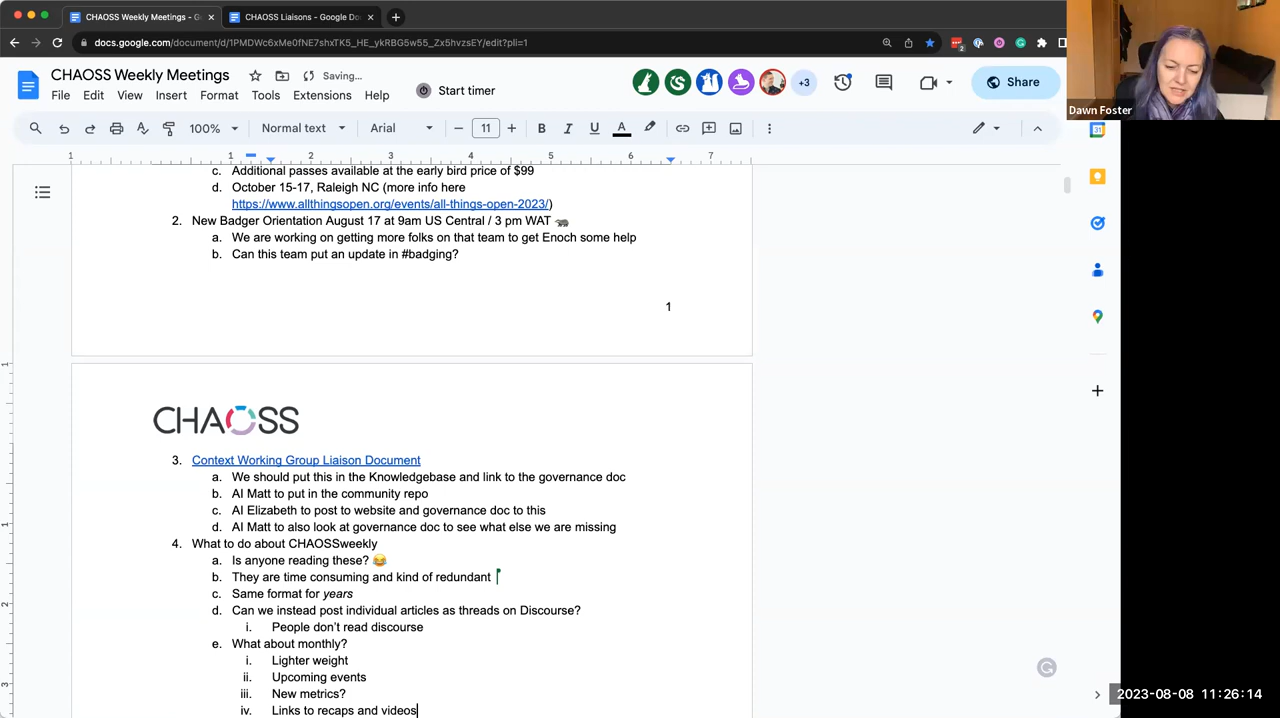 CHAOSS Weekly Meetings - G
CHAOSS Liaisons - Google Do
docs.google.com/document/d/1PMDWc6xMe0fNE7shxTK5_HE_ykRBG5w55_Zx5hvzsEY/edit?pli=1
CHAOSS Weekly Meetings
Saving...
File Edit View Insert Format Tools Extensions Help
Start timer
+3
Share
Dawn Foster
100%
Normal text
Arial
11
B I U A
1 1 2 3 4 5 6 7
c. Additional passes available at the early bird price of $99
d. October 15-17, Raleigh NC (more info here
https://www.allthingsopen.org/events/all-things-open-2023/)
2. New Badger Orientation August 17 at 9am US Central / 3 pm WAT 🦡
a. We are working on getting more folks on that team to get Enoch some help
b. Can this team put an update in #badging?
1
CHAOSS
3. Context Working Group Liaison Document
a. We should put this in the Knowledgebase and link to the governance doc
b. AI Matt to put in the community repo
c. AI Elizabeth to post to website and governance doc to this
d. AI Matt to also look at governance doc to see what else we are missing
4. What to do about CHAOSSweekly
a. Is anyone reading these? 😂
b. They are time consuming and kind of redundant
c. Same format for years
d. Can we instead post individual articles as threads on Discourse?
i. People don't read discourse
e. What about monthly?
i. Lighter weight
ii. Upcoming events
iii. New metrics?
iv. Links to recaps and videos
2023-08-08 11:26:14